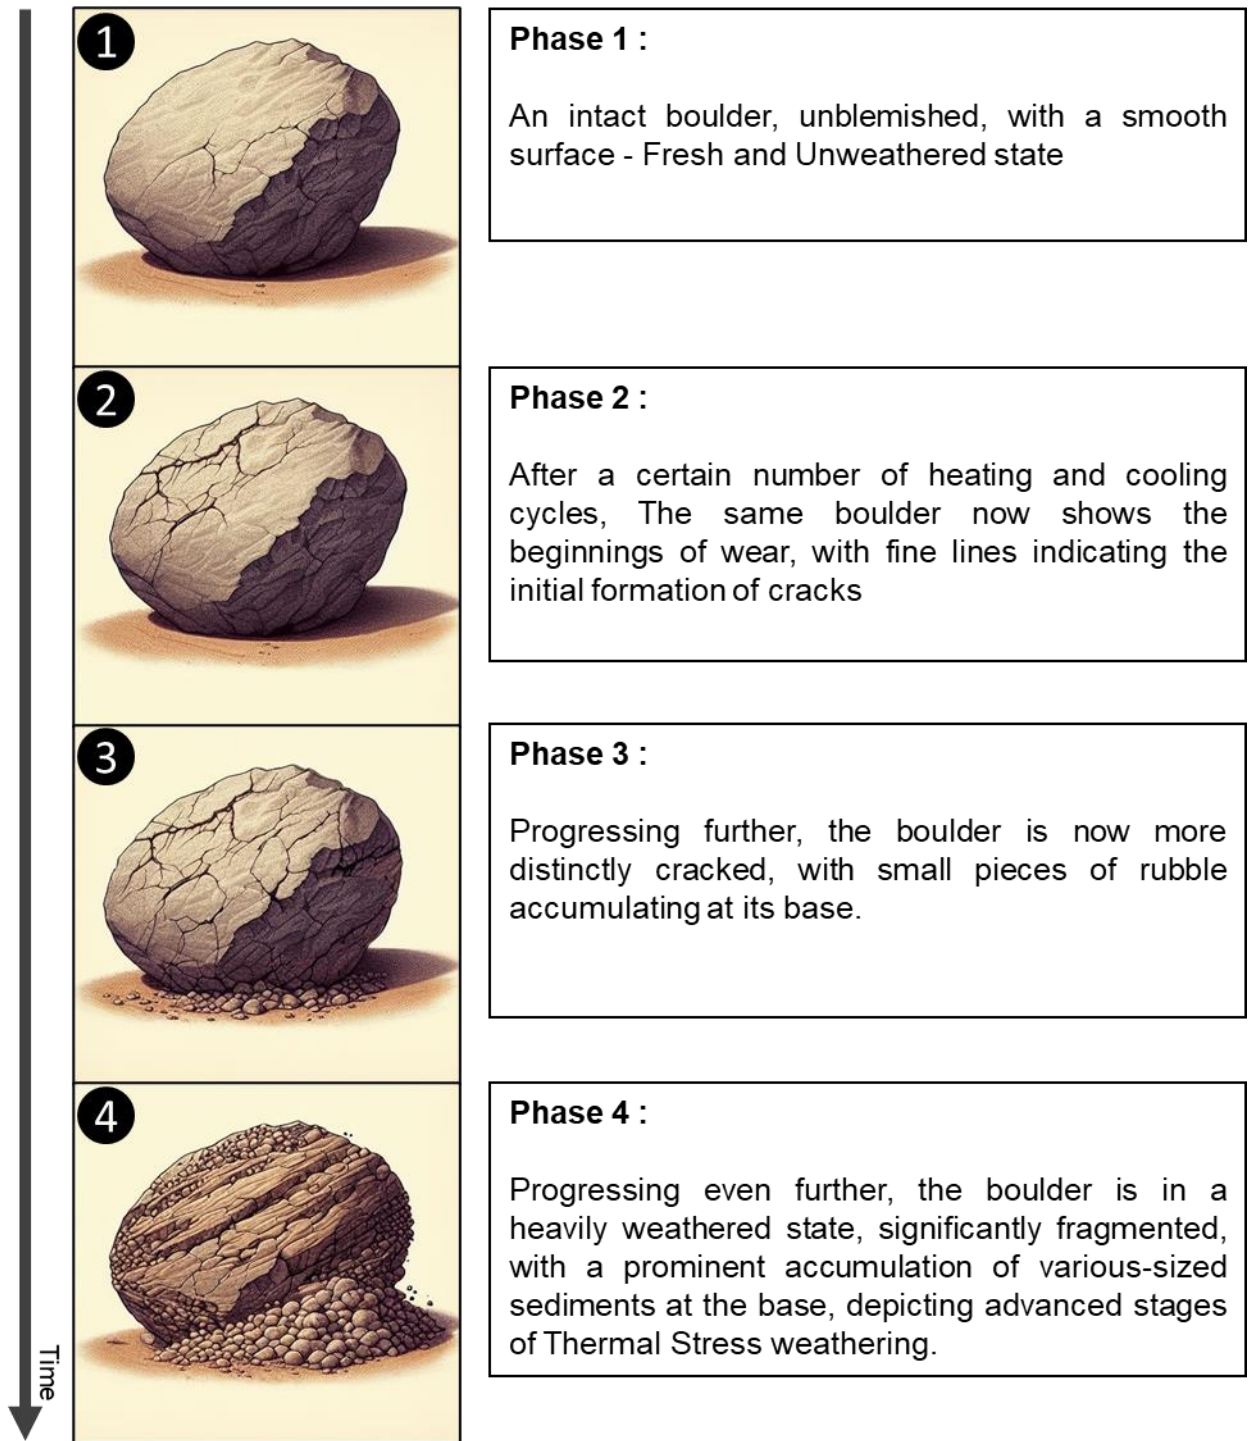 1
Phase 1 :
An intact boulder, unblemished, with a smooth
surface - Fresh and Unweathered state
2
Phase 2 :
After a certain number of heating and cooling
cycles, The same boulder now shows the
beginnings of wear, with fine lines indicating the
initial formation of cracks
3
Phase 3 :
Progressing further, the boulder is now more
distinctly cracked, with small pieces of rubble
accumulating at its base.
4
Phase 4 :
Progressing even further, the boulder is in a
heavily weathered state, significantly fragmented,
with a prominent accumulation of various-sized
sediments at the base, depicting advanced stages
of Thermal Stress weathering.
Time